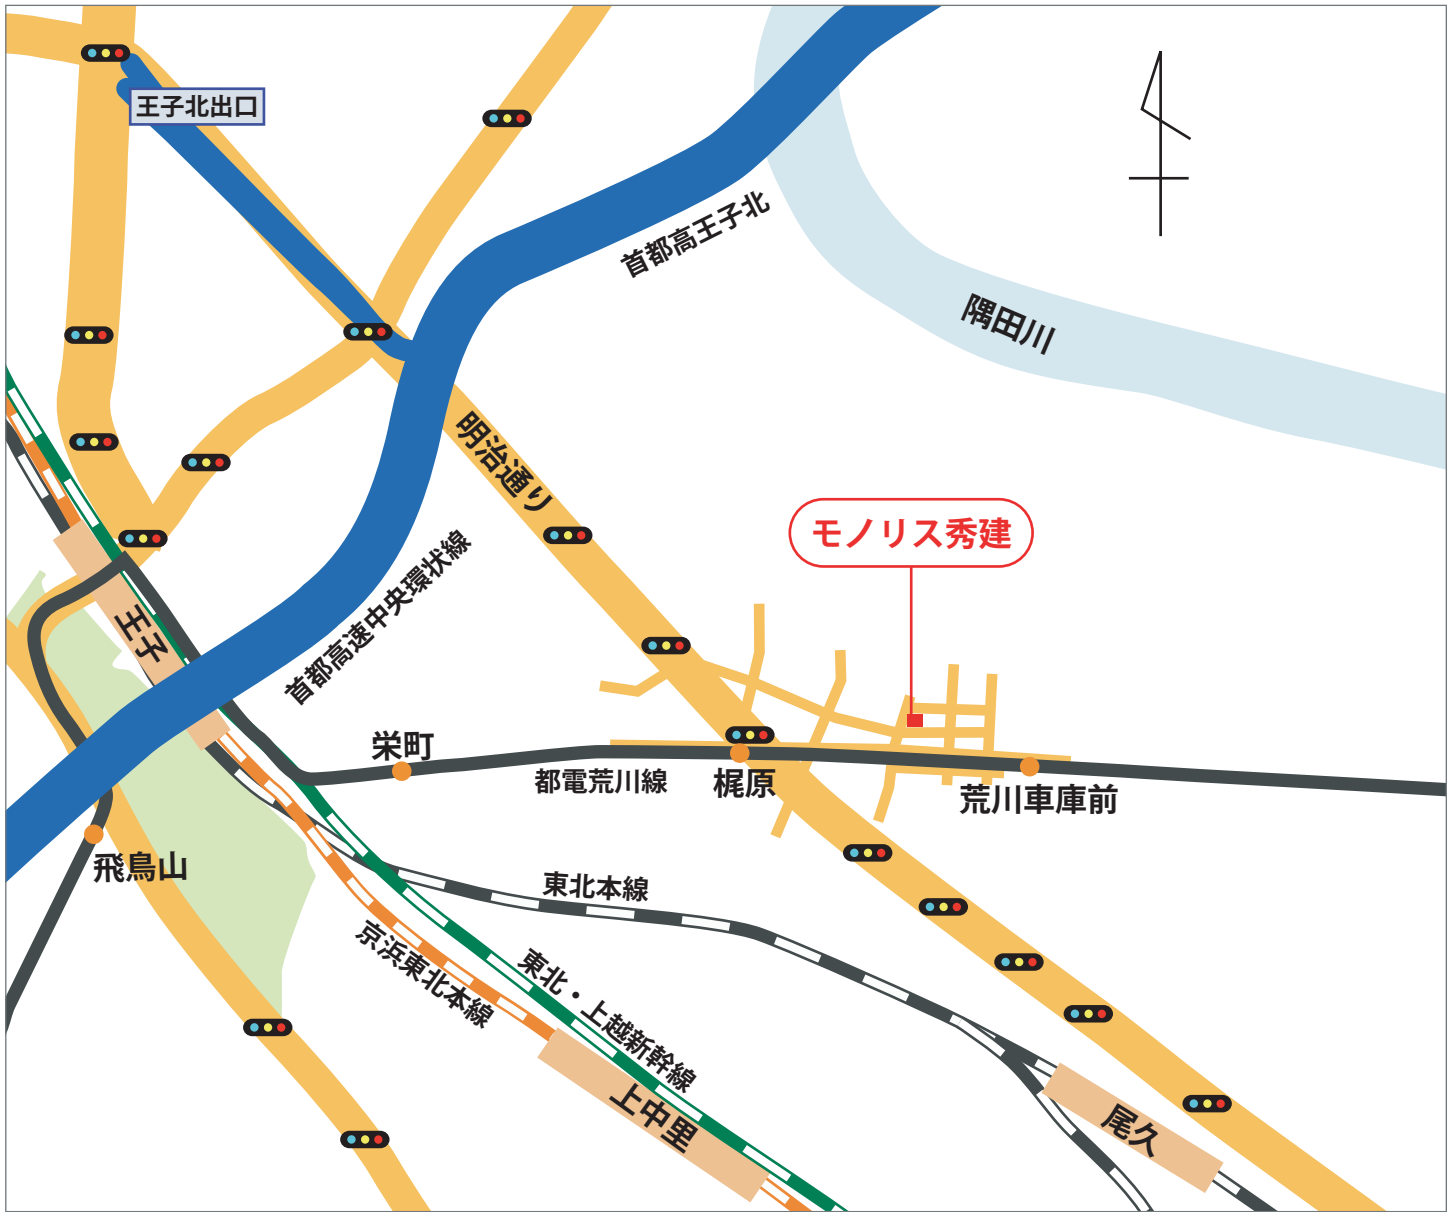 王子北出口
首都高王子北
隅田川
明治通り
モノリス秀建
首都高速中央環状線
王子
栄町
都電荒川線
梶原
荒川車庫前
飛鳥山
東北本線
京浜東北本線
東北・上越新幹線
上中里
尾久